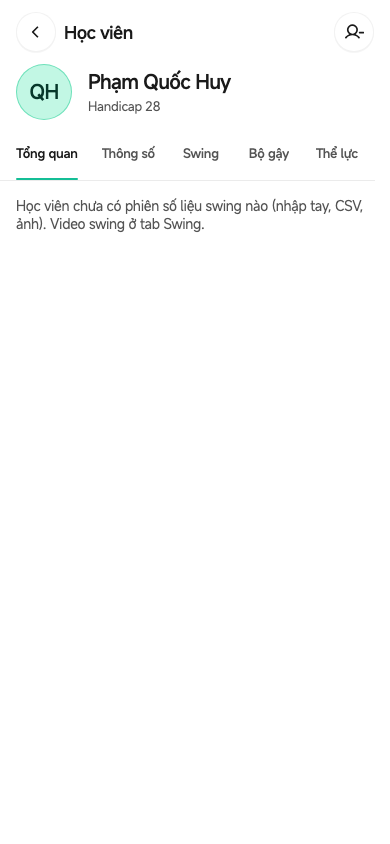 Học viên
QH
Phạm Quốc Huy
Handicap 28
Tổng quan
Thông số
Swing
Bộ gậy
Thể lực
Học viên chưa có phiên số liệu swing nào (nhập tay, CSV,
ảnh). Video swing ở tab Swing.